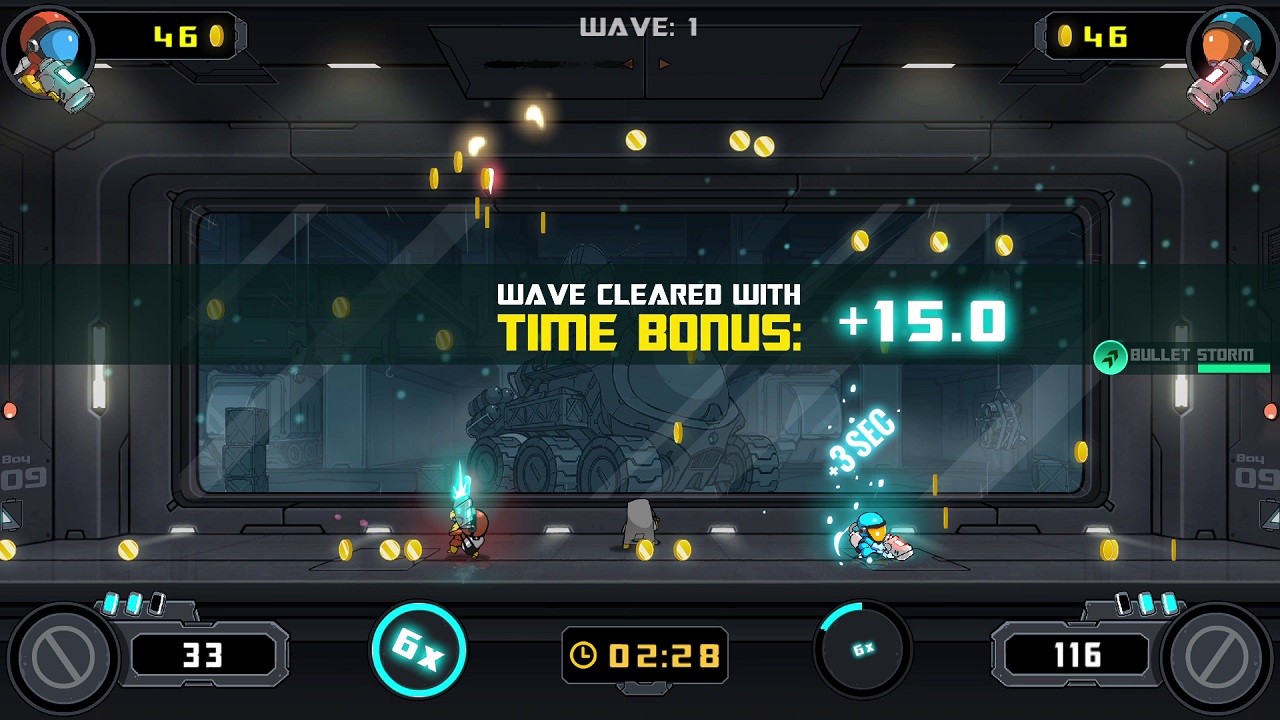 WAVE: 1
46
46
WAVE CLEARED WITH
TIME BONUS:
+15.0
BULLET STORM
+3 SEC
Bay
09
Bay
09
33
6x
02:28
6x
116